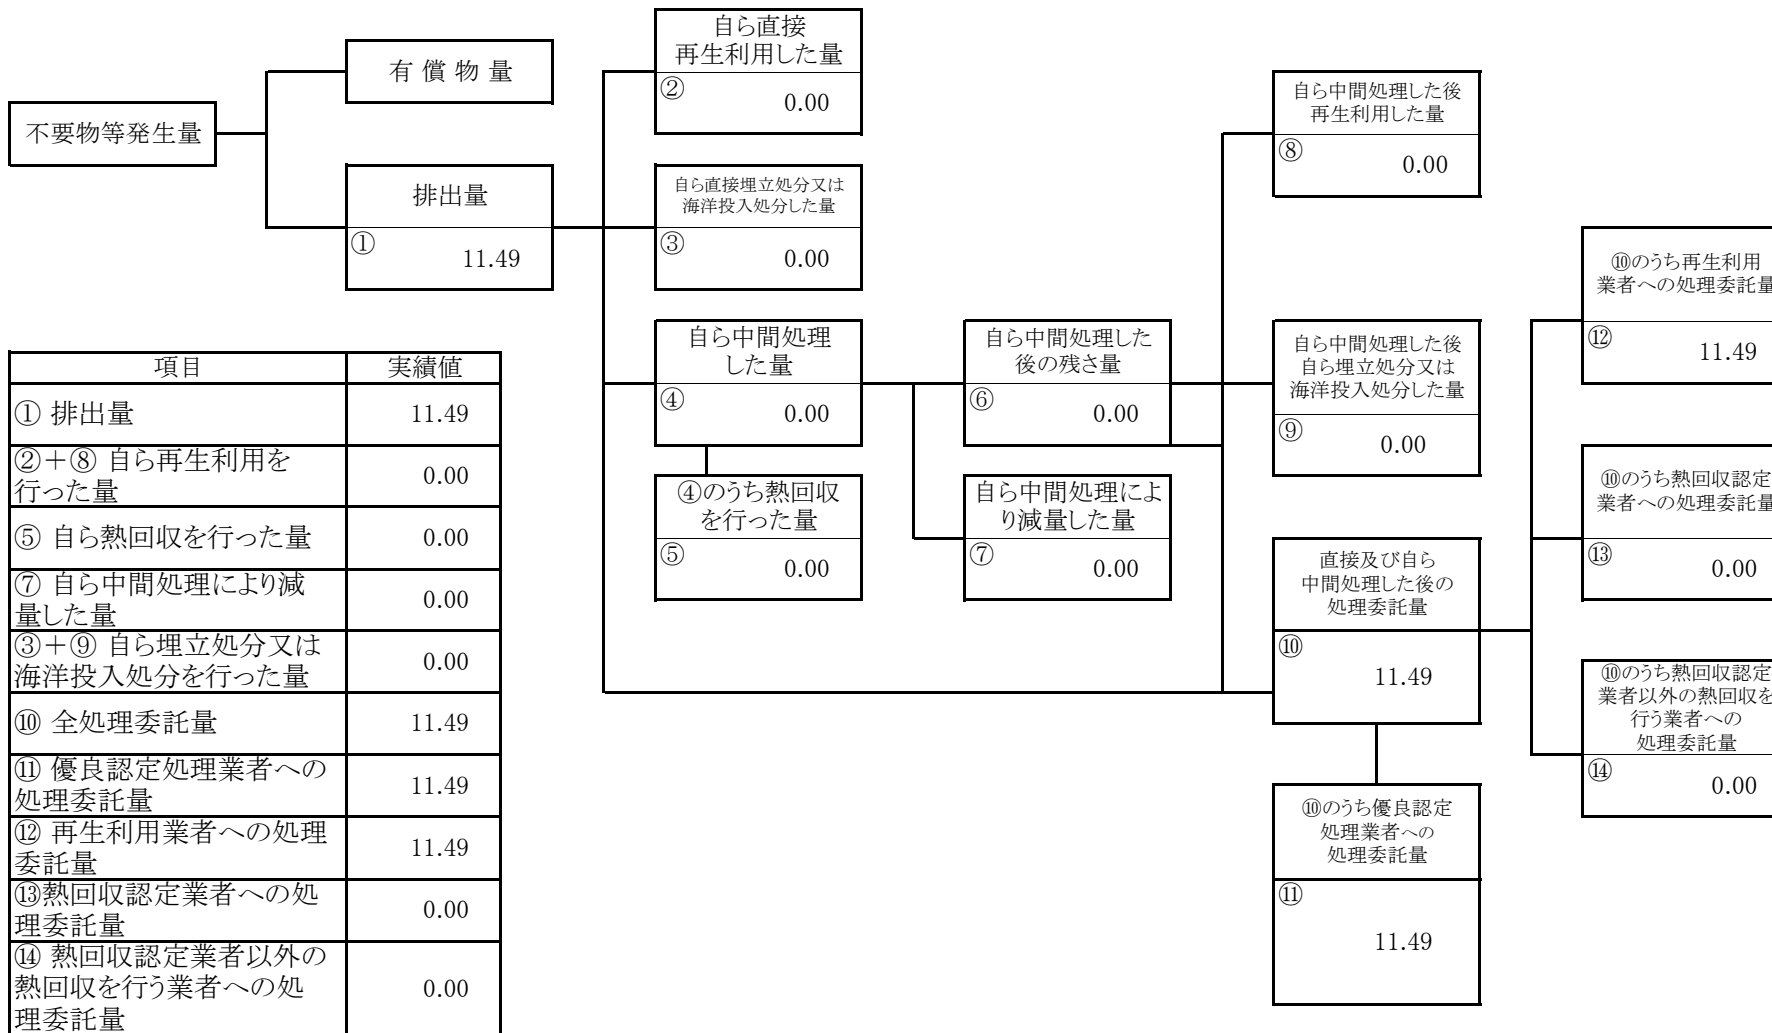 自ら直接
再生利用した量
②
0.00
有 償 物 量
不要物等発生量
排出量
①
11.49
自ら直接埋立処分又は
海洋投入処分した量
③
0.00
自ら中間処理
した量
④
0.00
④のうち熱回収
を行った量
⑤
0.00
自ら中間処理した
後の残さ量
⑥
0.00
自ら中間処理によ
り減量した量
⑦
0.00
自ら中間処理した後
再生利用した量
⑧
0.00
自ら中間処理した後
自ら埋立処分又は
海洋投入処分した量
⑨
0.00
直接及び自ら
中間処理した後の
処理委託量
⑩
11.49
⑩のうち優良認定
処理業者への
処理委託量
⑪
11.49
⑩のうち再生利用
業者への処理委託量
⑫
11.49
⑩のうち熱回収認定
業者への処理委託量
⑬
0.00
⑩のうち熱回収認定
業者以外の熱回収を
行う業者への
処理委託量
⑭
0.00
項目 実績値
① 排出量 11.49
②＋⑧ 自ら再生利用を
行った量 0.00
⑤ 自ら熱回収を行った量 0.00
⑦ 自ら中間処理により減
量した量 0.00
③＋⑨ 自ら埋立処分又は
海洋投入処分を行った量 0.00
⑩ 全処理委託量 11.49
⑪ 優良認定処理業者への
処理委託量 11.49
⑫ 再生利用業者への処理
委託量 11.49
⑬熱回収認定業者への処
理委託量 0.00
⑭ 熱回収認定業者以外の
熱回収を行う業者への処
理委託量 0.00